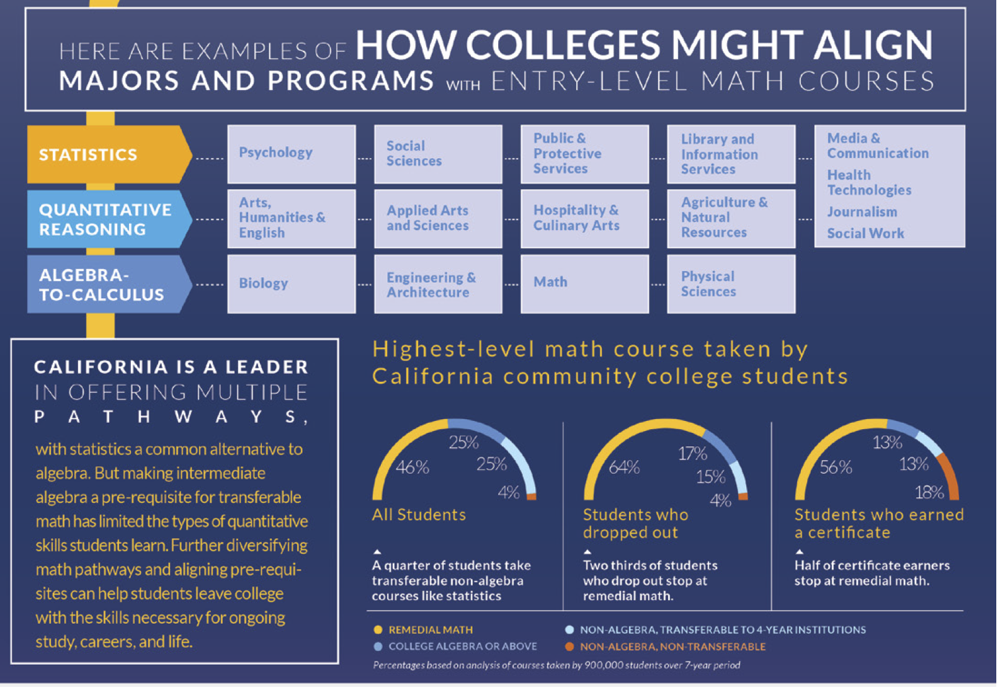 HERE ARE EXAMPLES OF HOW COLLEGES MIGHT ALIGN
MAJORS AND PROGRAMS WITH ENTRY-LEVEL MATH COURSES
STATISTICS
Psychology
Social
Sciences
Public &
Protective
Services
Library and
Information
Services
Media &
Communication
Health
Technologies
Journalism
Social Work
QUANTITATIVE
REASONING
Arts,
Humanities &
English
Applied Arts
and Sciences
Hospitality &
Culinary Arts
Agriculture &
Natural
Resources
ALGEBRA-
TO-CALCULUS
Biology
Engineering &
Architecture
Math
Physical
Sciences
CALIFORNIA IS A LEADER
IN OFFERING MULTIPLE
PATHWAYS,
with statistics a common alternative to
algebra. But making intermediate
algebra a pre-requisite for transferable
math has limited the types of quantitative
skills students learn. Further diversifying
math pathways and aligning pre-requi-
sites can help students leave college
with the skills necessary for ongoing
study, careers, and life.
Highest-level math course taken by
California community college students
46%
25%
25%
4%
All Students
A quarter of students take
transferable non-algebra
courses like statistics
64%
17%
15%
4%
Students who
dropped out
Two thirds of students
who drop out stop at
remedial math.
56%
13%
13%
18%
Students who earned
a certificate
Half of certificate earners
stop at remedial math.
REMEDIAL MATH
NON-ALGEBRA, TRANSFERABLE TO 4-YEAR INSTITUTIONS
COLLEGE ALGEBRA OR ABOVE
NON-ALGEBRA, NON-TRANSFERABLE
Percentages based on analysis of courses taken by 900,000 students over 7-year period